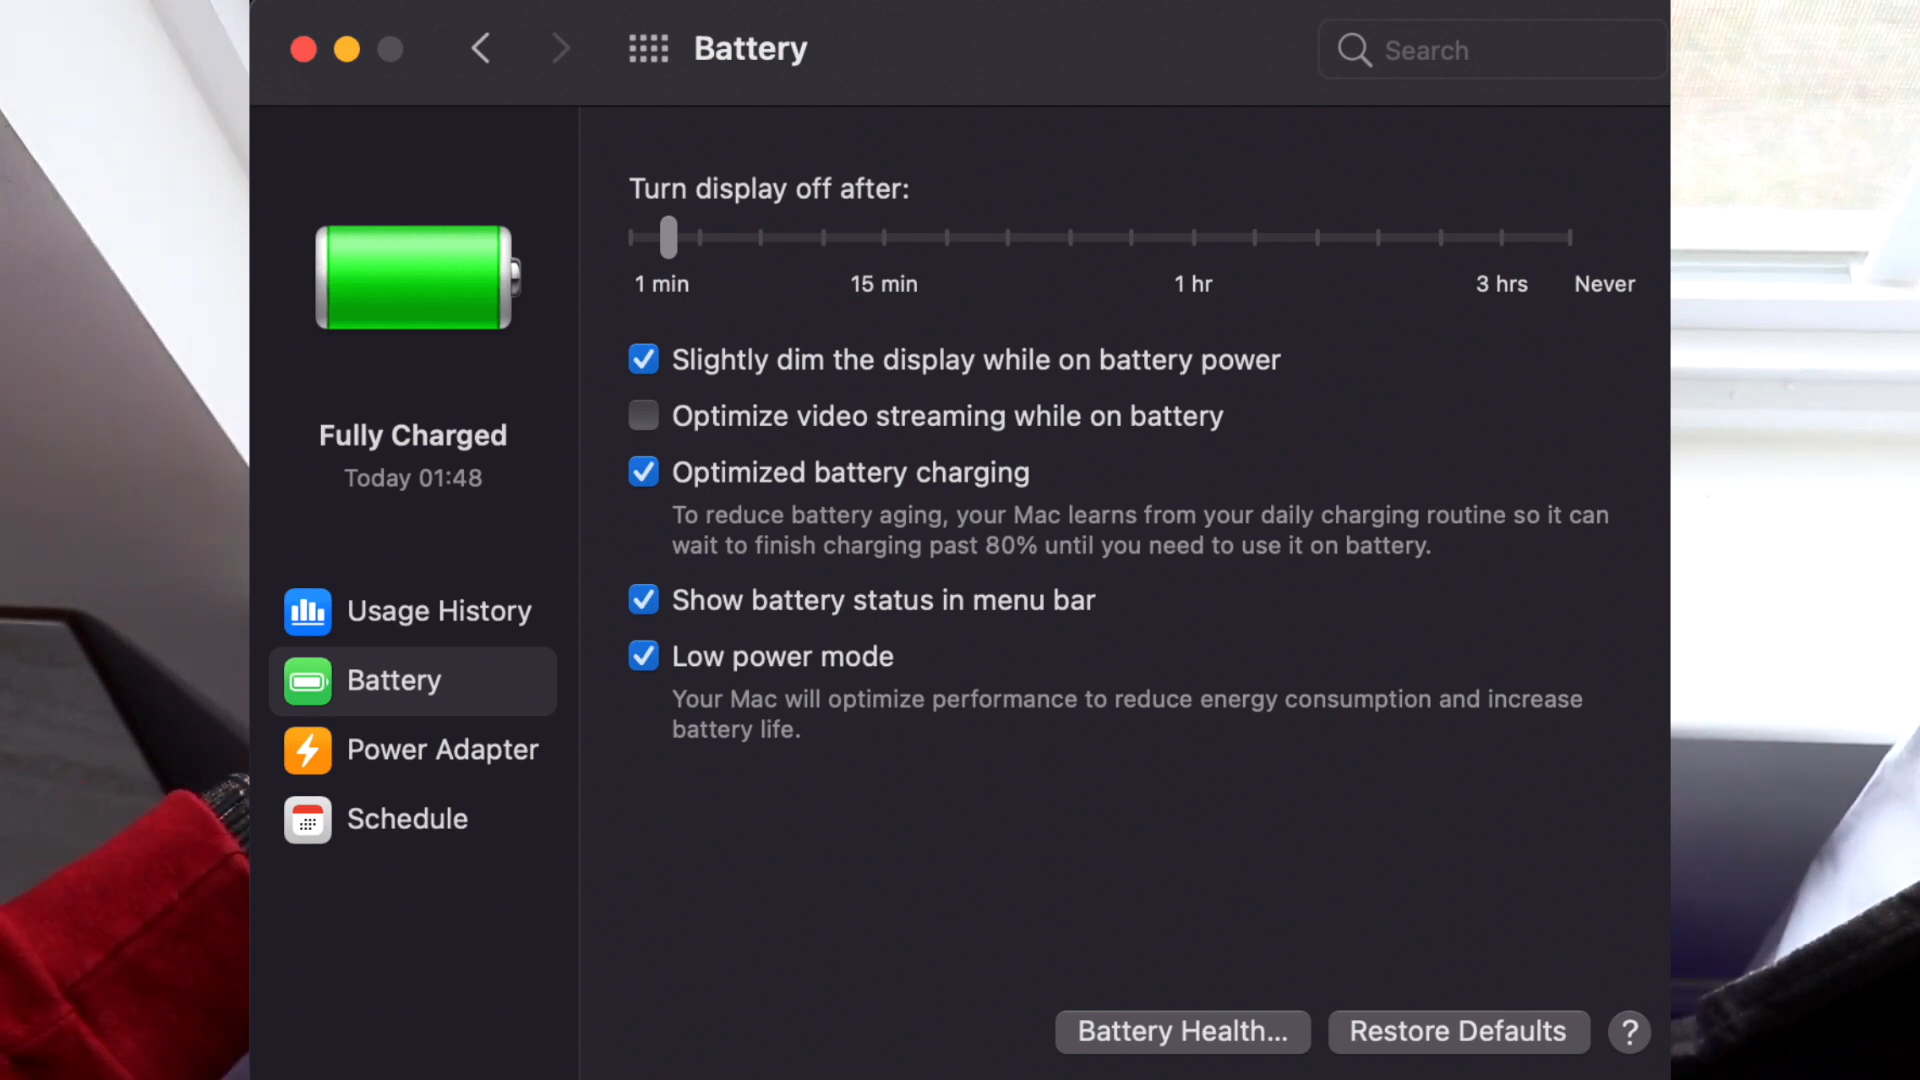 Battery
Search
Turn display off after:
1 min 15 min 1 hr 3 hrs Never
Slightly dim the display while on battery power
Optimize video streaming while on battery
Optimized battery charging
To reduce battery aging, your Mac learns from your daily charging routine so it can
wait to finish charging past 80% until you need to use it on battery.
Show battery status in menu bar
Low power mode
Your Mac will optimize performance to reduce energy consumption and increase
battery life.
Fully Charged
Today 01:48
Usage History
Battery
Power Adapter
Schedule
Battery Health...
Restore Defaults
?